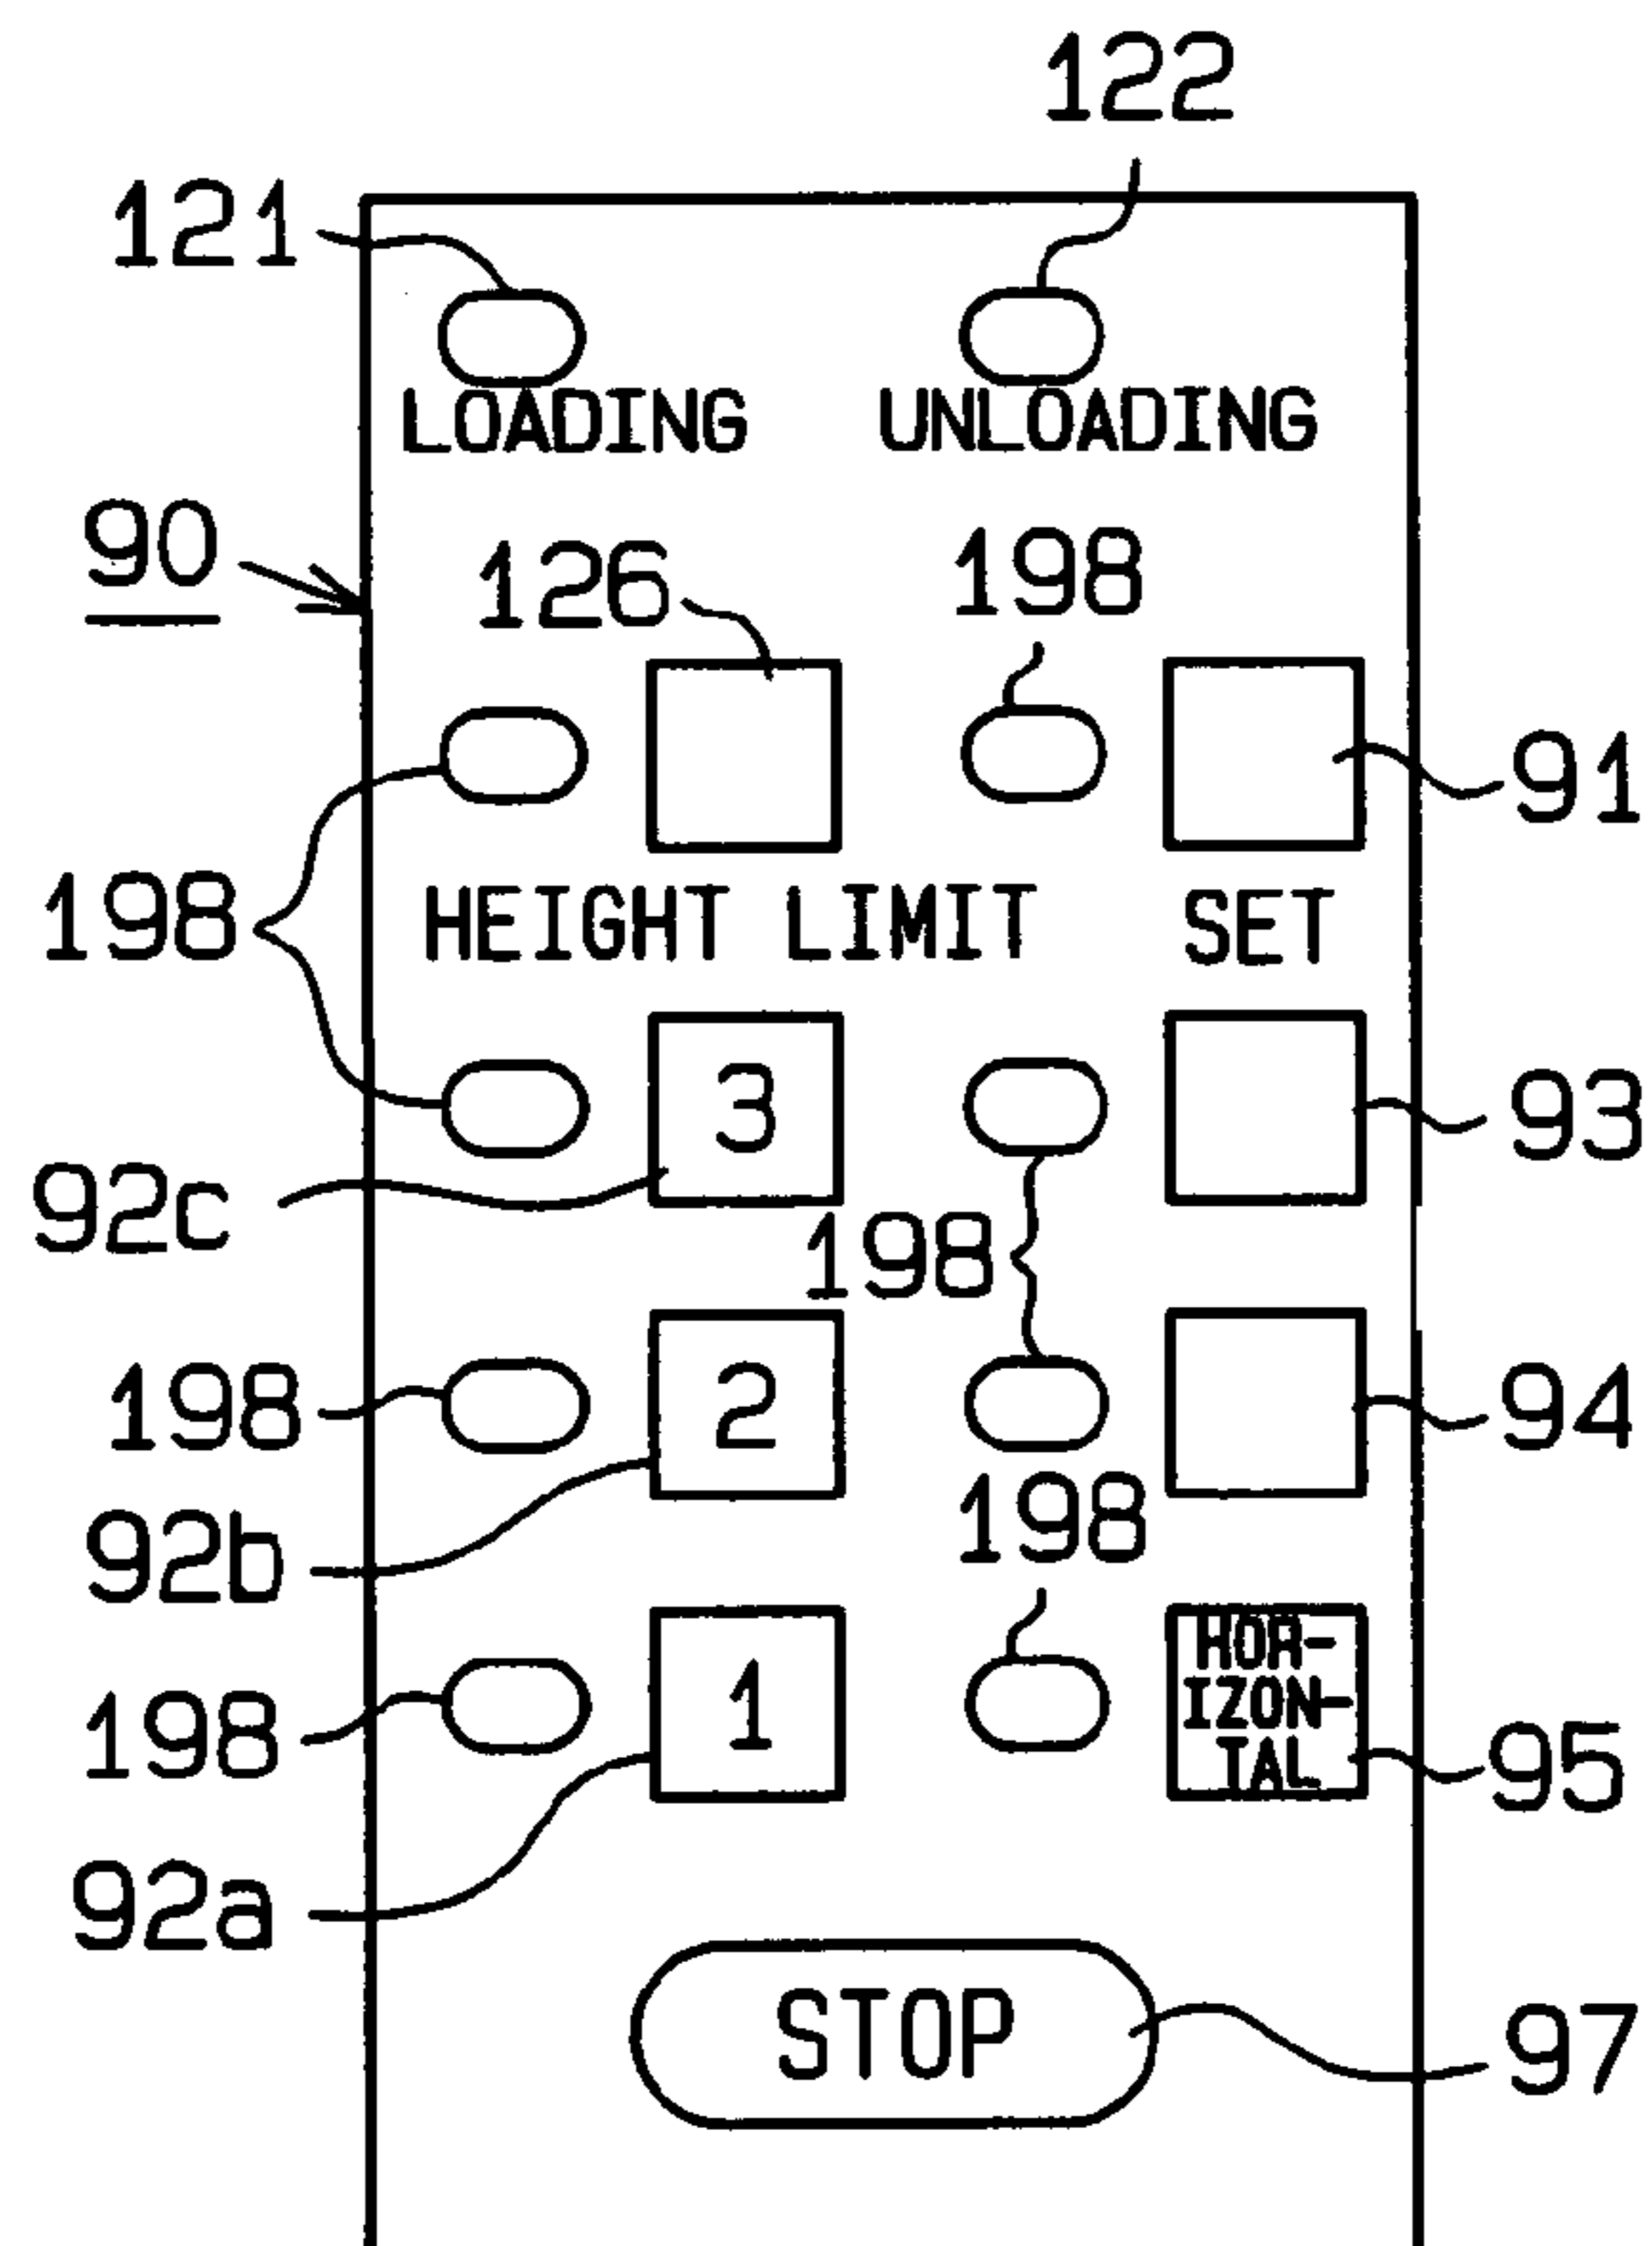 122
121
LOADING UNLOADING
90
126 198
91
198 HEIGHT LIMIT SET
3 93
92c
198
198 2 94
92b 198
198 1 HOR-
IZON-
TAL 95
92a
STOP 97